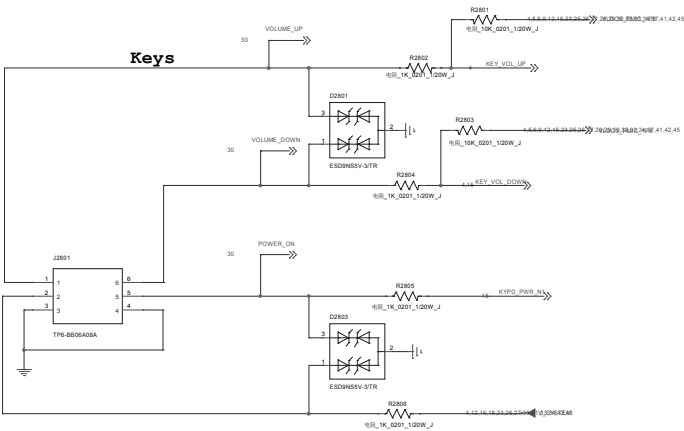 Keys
VOLUME_UP
30
R2801
电阻_10K_0201_1/20W_J
R2802
电阻_1K_0201_1/20W_J
KEY_VOL_UP
D2801
3
1
2
ESD9NS5V-3/TR
VOLUME_DOWN
30
R2803
电阻_10K_0201_1/20W_J
R2804
电阻_1K_0201_1/20W_J
KEY_VOL_DOWN
POWER_ON
30
J2801
1 1 6 6
2 2 5 5
3 3 4 4
TP6-BB06A08A
R2805
电阻_1K_0201_1/20W_J
KYPD_PWR_N
D2803
3
1
2
ESD9NS5V-3/TR
R2806
电阻_1K_0201_1/20W_J